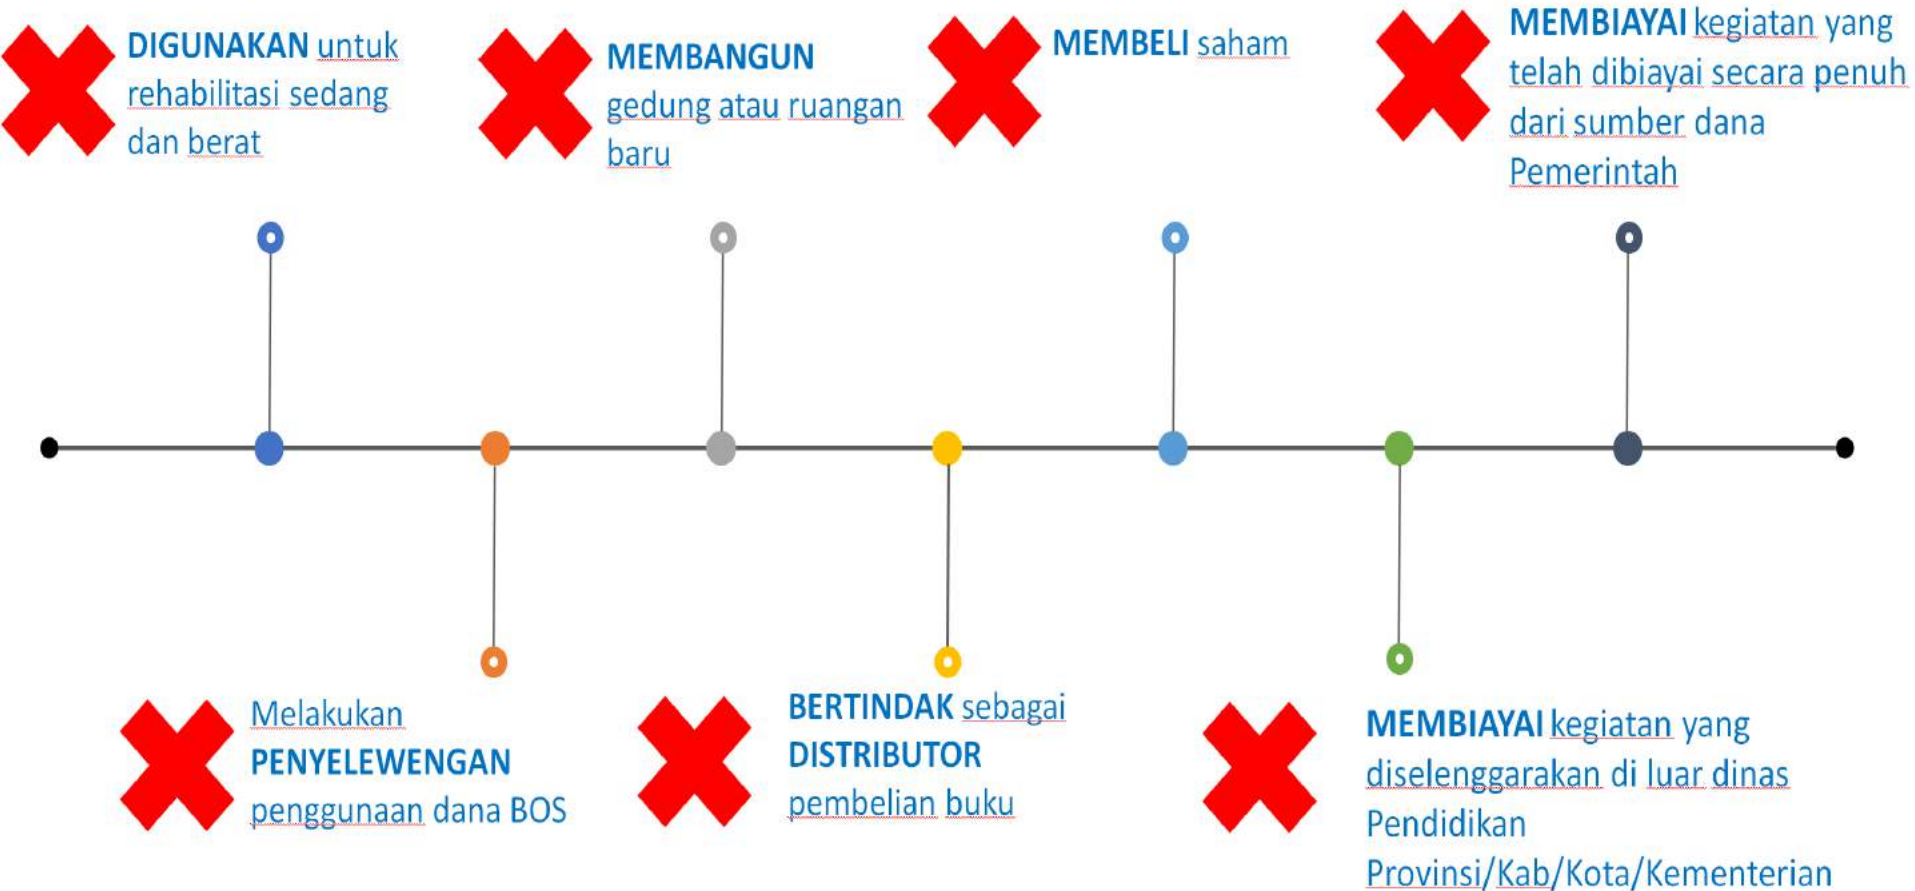 DIGUNAKAN untuk
rehabilitasi sedang
dan berat
MEMBANGUN
gedung atau ruangan
baru
MEMBELI saham
MEMBIAYAI kegiatan yang
telah dibiayai secara penuh
dari sumber dana
Pemerintah
Melakukan
PENYELEWENGAN
penggunaan dana BOS
BERTINDAK sebagai
DISTRIBUTOR
pembelian buku
MEMBIAYAI kegiatan yang
diselenggarakan di luar dinas
Pendidikan
Provinsi/Kab/Kota/Kementerian